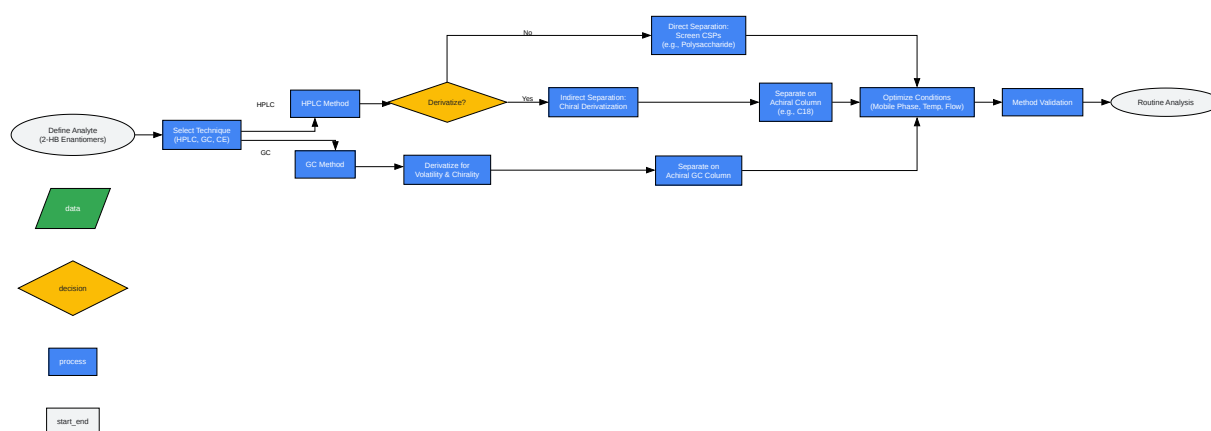 No
Direct Separation:
Screen CSPs
(e.g., Polysaccharide)
HPLC
HPLC Method
Derivatize?
Yes
Indirect Separation:
Chiral Derivatization
Separate on
Achiral Column
(e.g., C18)
Optimize Conditions
(Mobile Phase, Temp, Flow)
Method Validation
Routine Analysis
Define Analyte
(2-HB Enantiomers)
Select Technique
(HPLC, GC, CE)
GC
GC Method
Derivatize for
Volatility & Chirality
Separate on
Achiral GC Column
data
decision
process
start_end